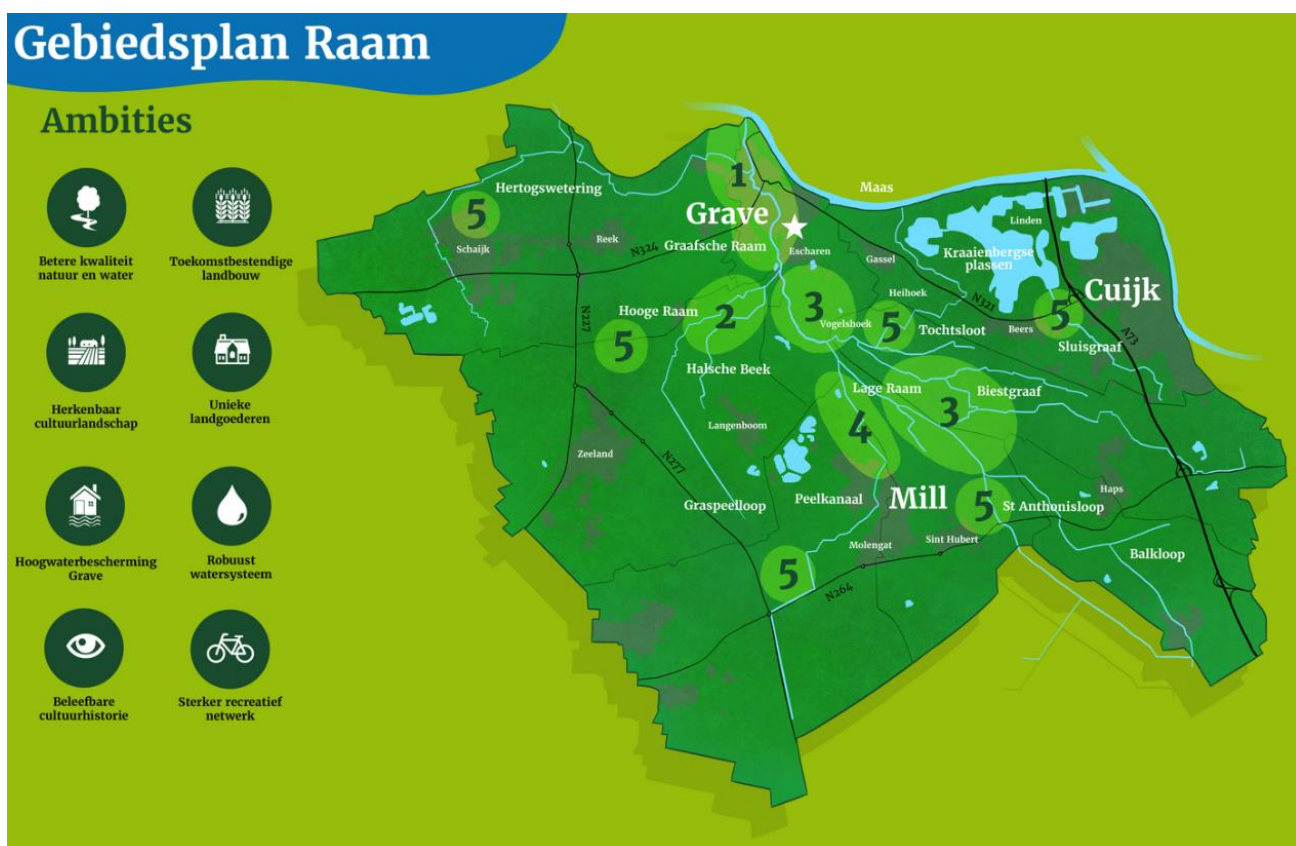 Gebiedsplan Raam
Ambities
Betere kwaliteit
natuur en water
Toekomstbestendige
landbouw
Herkenbaar
cultuurlandschap
Unieke
landgoederen
Hoogwaterbescherming
Grave
Robuust
watersysteem
Beleefbare
cultuurhistorie
Sterker recreatief
netwerk
1
Maas
Hertogswetering
5
Linden
Grave
Reek
Schaijk
N324
Graafsche Raam
Escharen
Gassel
Kraaienbergse
plassen
Cuijk
Heihoek
N321
Hooge Raam
2
3
Vogelshoek
5
Tochtsloot
Beers
5
A73
N227
5
Sluisgraaf
Halsche Beek
Lage Raam
Biestgraaf
3
4
Langenboom
Zeeland
N277
Haps
Graspeelloop
Peelkanaal
Mill
5
St Anthonisloop
Molengat
Sint Hubert
Balkloop
5
N264